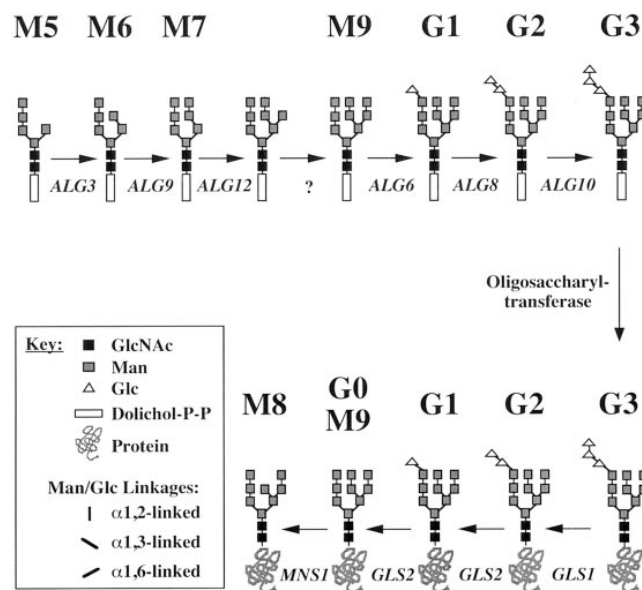 M5 M6 M7 M9 G1 G2 G3
ALG3 ALG9 ALG12 ? ALG6 ALG8 ALG10
Oligosaccharyl-
transferase
Key:
GlcNAc
Man
Glc
Dolichol-P-P
Protein
Man/Glc Linkages:
α1,2-linked
α1,3-linked
α1,6-linked
M8 G0 M9 G1 G2 G3
MNS1 GLS2 GLS2 GLS1